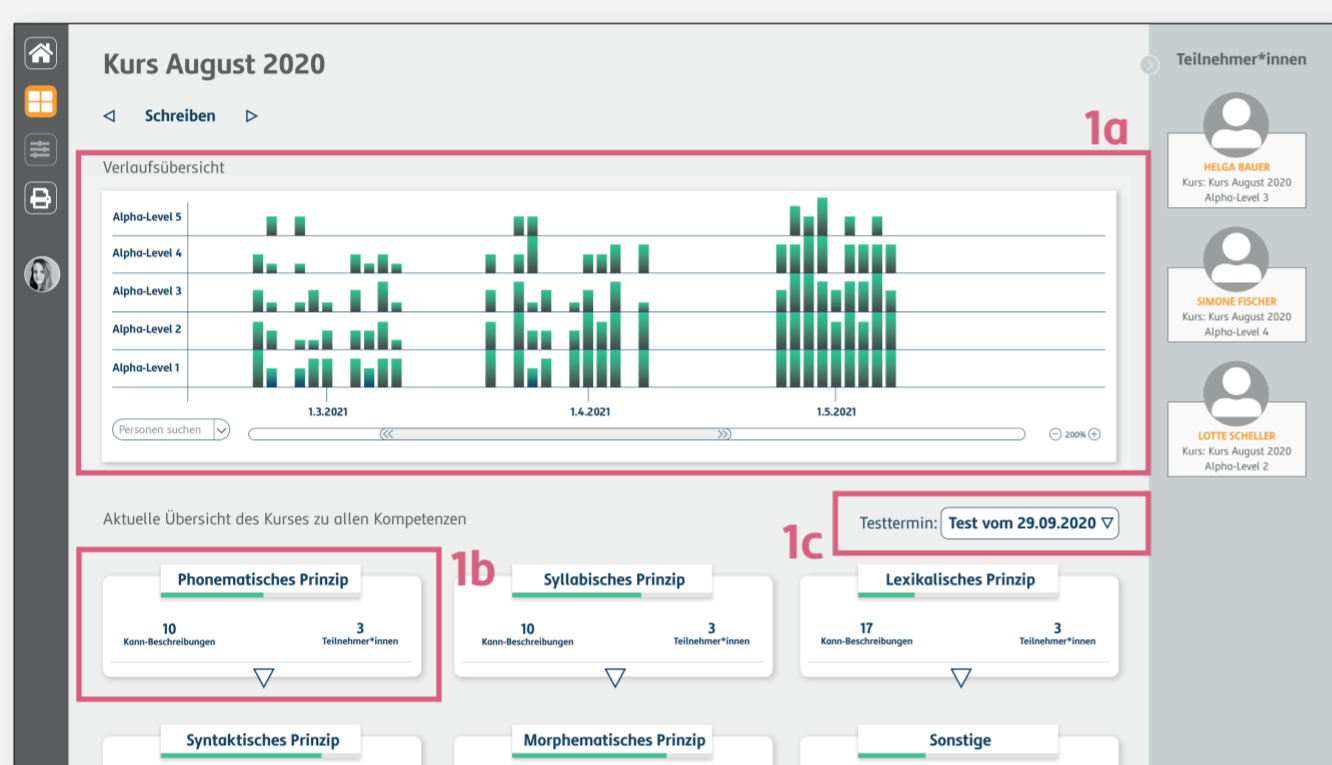 Kurs August 2020
Schreiben
1a
Verlaufsübersicht
Alpha-Level 5
Alpha-Level 4
Alpha-Level 3
Alpha-Level 2
Alpha-Level 1
1.3.2021 1.4.2021 1.5.2021
Personen suchen
200%
Aktuelle Übersicht des Kurses zu allen Kompetenzen
Testtermin: Test vom 29.09.2020
1c
1b
Phonematisches Prinzip
10 3
Kann-Beschreibungen Teilnehmer*innen
Syllabisches Prinzip
10 3
Kann-Beschreibungen Teilnehmer*innen
Lexikalisches Prinzip
17 3
Kann-Beschreibungen Teilnehmer*innen
Syntaktisches Prinzip
Morphematisches Prinzip
Sonstige
Teilnehmer*innen
HELGA BAUER
Kurs: Kurs August 2020
Alpha-Level 3
SIMONE FISCHER
Kurs: Kurs August 2020
Alpha-Level 4
LOTTE SCHELLER
Kurs: Kurs August 2020
Alpha-Level 2